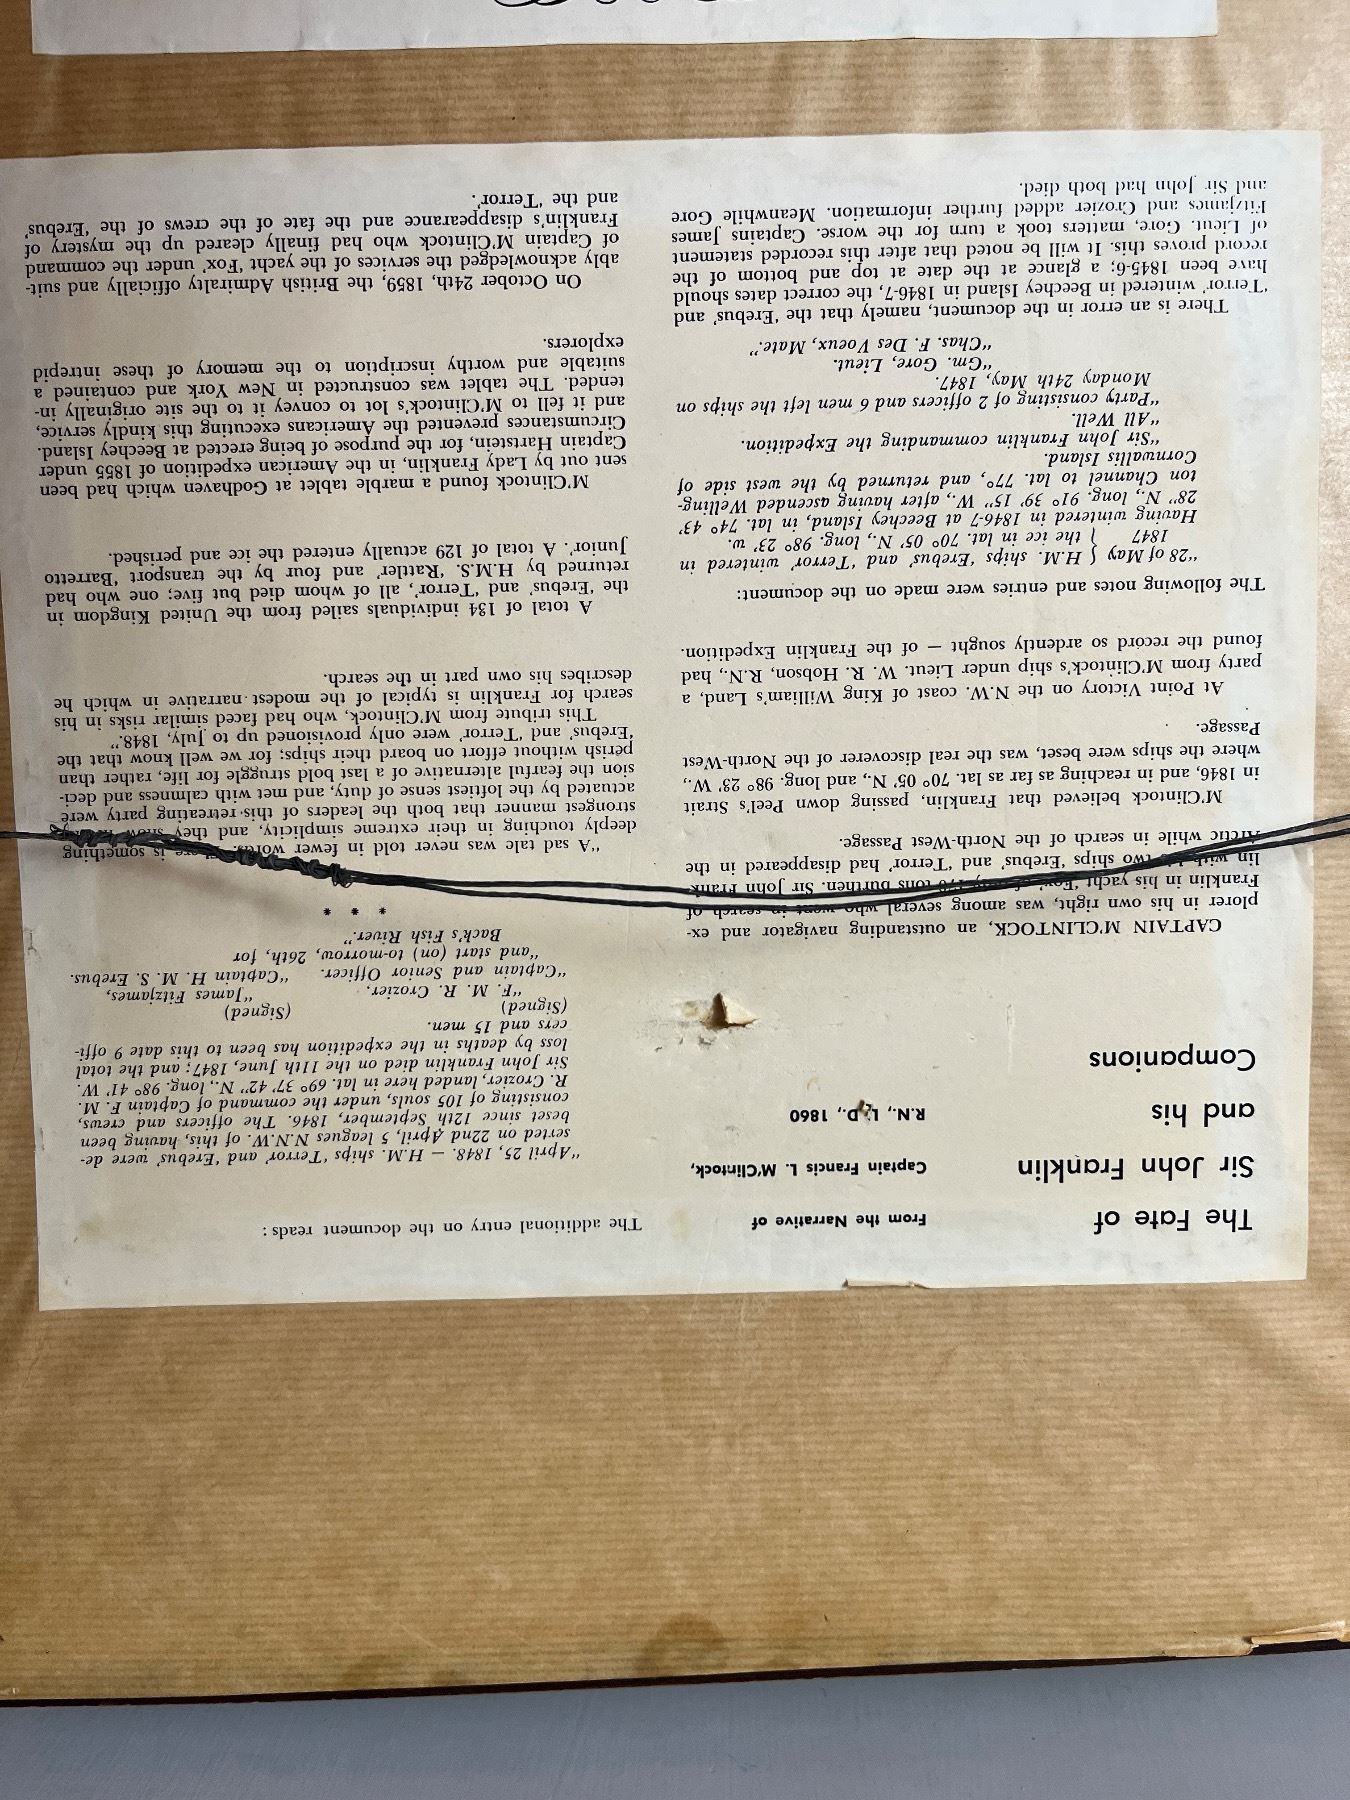 The Fate of
Sir John Franklin
and his
Companions
From the Narrative of
Captain Francis L. M'Clintock,
R.N., L.D., 1860
CAPTAIN M'CLINTOCK, an outstanding navigator and ex-
plorer in his own right, was among several who went in search of
Franklin in his yacht 'Fox' of only 178 tons burthen. Sir John Frank-
lin with his two ships 'Erebus' and 'Terror' had disappeared in the
Arctic while in search of the North-West Passage.
M'Clintock believed that Franklin, passing down Peel's Strait
in 1846, and in reaching as far as lat. 70° 05' N., and long. 98° 23' W.,
where the ships were beset, was the real discoverer of the North-West
Passage.
At Point Victory on the N.W. coast of King William's Land, a
party from M'Clintock's ship under Lieut. W. R. Hobson, R.N., had
found the record so ardently sought — of the Franklin Expedition.
The following notes and entries were made on the document:
"28 of May { H.M. ships 'Erebus' and 'Terror' wintered in
1847 } the ice in lat. 70° 05' N., long. 98° 23' w.
Having wintered in 1846-7 at Beechey Island, in lat. 74° 43'
28" N., long. 91° 39' 15" W., after having ascended Welling-
ton Channel to lat. 77°, and returned by the west side of
Cornwallis Island.
"Sir John Franklin commanding the Expedition.
"All Well.
"Party consisting of 2 officers and 6 men left the ships on
Monday 24th May, 1847.
"Gm. Gore, Lieut.
"Chas. F. Des Voeux, Mate."
There is an error in the document, namely that the 'Erebus' and
'Terror' wintered in Beechey Island in 1846-7, the correct dates should
have been 1845-6; a glance at the date at top and bottom of the
record proves this. It will be noted that after this recorded statement
of Lieut. Gore, matters took a turn for the worse. Captains James
Fitzjames and Crozier added further information. Meanwhile Gore
and Sir John had both died.
The additional entry on the document reads:
"April 25, 1848. — H.M. ships 'Terror' and 'Erebus' were de-
serted on 22nd April, 5 leagues N.N.W. of this, having been
beset since 12th September, 1846. The officers and crews,
consisting of 105 souls, under the command of Captain F. M.
R. Crozier, landed here in lat. 69° 37' 42" N., long. 98° 41' W.
Sir John Franklin died on the 11th June, 1847; and the total
loss by deaths in the expedition has been to this date 9 offi-
cers and 15 men.
(Signed) (Signed)
"F. M. R. Crozier, "James Fitzjames,
"Captain and Senior Officer. "Captain H. M. S. Erebus.
"and start (on) to-morrow, 26th, for
Back's Fish River."
* * *
"A sad tale was never told in fewer words. There is something
deeply touching in their extreme simplicity, and they show in the
strongest manner that both the leaders of this retreating party were
actuated by the loftiest sense of duty, and met with calmness and deci-
sion the fearful alternative of a last bold struggle for life, rather than
perish without effort on board their ships; for we well know that the
'Erebus' and 'Terror' were only provisioned up to July, 1848."
This tribute from M'Clintock, who had faced similar risks in his
search for Franklin is typical of the modest narrative in which he
describes his own part in the search.
A total of 134 individuals sailed from the United Kingdom in
the 'Erebus' and 'Terror', all of whom died but five; one who had
returned by H.M.S. 'Rattler' and four by the transport 'Barretto
Junior'. A total of 129 actually entered the ice and perished.
M'Clintock found a marble tablet at Godhaven which had been
sent out by Lady Franklin, in the American expedition of 1855 under
Captain Hartstein, for the purpose of being erected at Beechey Island.
Circumstances prevented the Americans executing this kindly service,
and it fell to M'Clintock's lot to convey it to the site originally in-
tended. The tablet was constructed in New York and contained a
suitable and worthy inscription to the memory of these intrepid
explorers.
On October 24th, 1859, the British Admiralty officially and suit-
ably acknowledged the services of the yacht 'Fox' under the command
of Captain M'Clintock who had finally cleared up the mystery of
Franklin's disappearance and the fate of the crews of the 'Erebus'
and the 'Terror'.